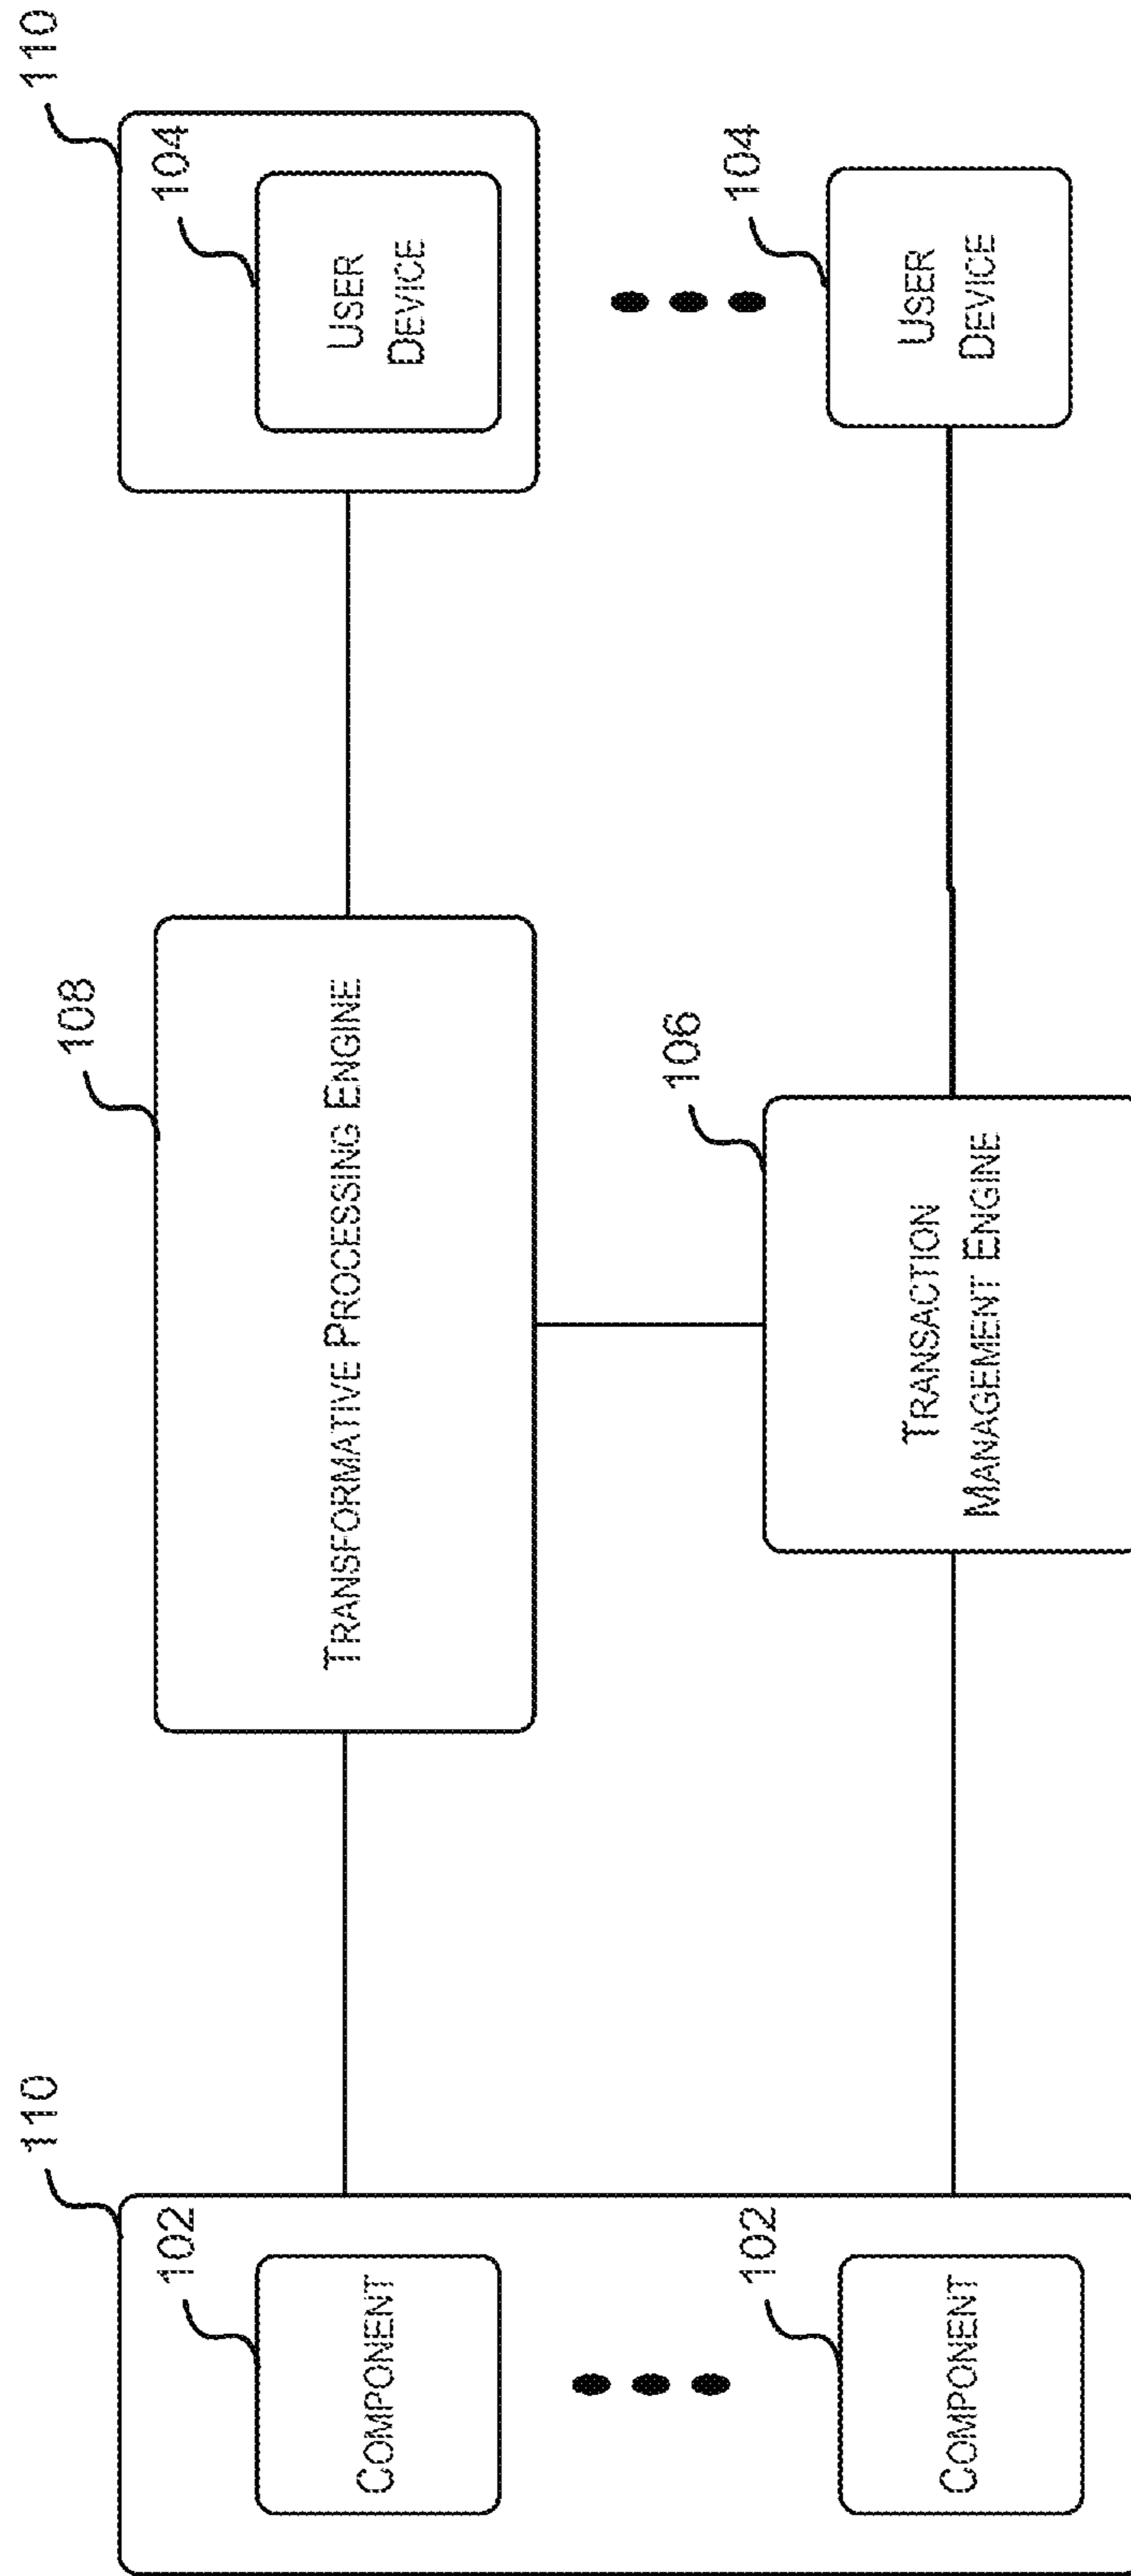 110
110
108
102
104
COMPONENT
TRANSFORMATIVE PROCESSING ENGINE
USER
DEVICE
102
106
104
COMPONENT
TRANSACTION
MANAGEMENT ENGINE
USER
DEVICE